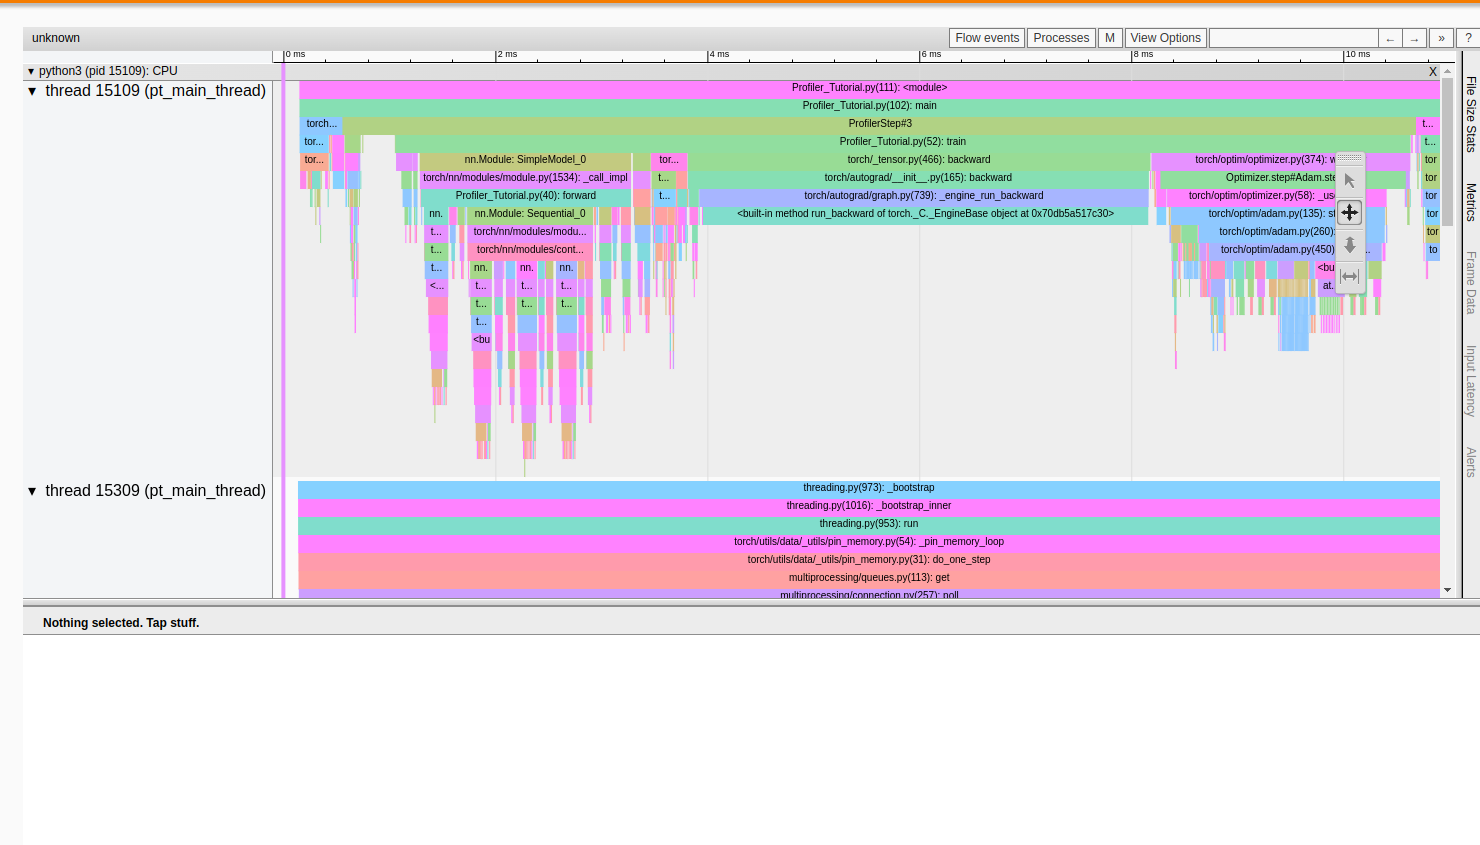 unknown
Flow events Processes M View Options ← → » ?
0 ms 2 ms 4 ms 6 ms 8 ms 10 ms
▼ python3 (pid 15109): CPU X
▼ thread 15109 (pt_main_thread)
Profiler_Tutorial.py(111): <module>
Profiler_Tutorial.py(102): main
torch... ProfilerStep#3 t...
tor... Profiler_Tutorial.py(52): train t...
tor... nn.Module: SimpleModel_0 tor... torch/_tensor.py(466): backward torch/optim/optimizer.py(374): w tor
torch/nn/modules/module.py(1534): _call_impl t... torch/autograd/__init__.py(165): backward Optimizer.step#Adam.ste tor
Profiler_Tutorial.py(40): forward t... torch/autograd/graph.py(739): _engine_run_backward torch/optim/optimizer.py(58): _us tor
nn. nn.Module: Sequential_0 <built-in method run_backward of torch._C._EngineBase object at 0x70db5a517c30> torch/optim/adam.py(135): st tor
t... torch/nn/modules/modu... torch/optim/adam.py(260): tor
t... torch/nn/modules/cont... torch/optim/adam.py(450) to
t... nn. nn. nn. <bu
<... t... t... t... at.
t... t... t...
t...
<bu
▼ thread 15309 (pt_main_thread)
threading.py(973): _bootstrap
threading.py(1016): _bootstrap_inner
threading.py(953): run
torch/utils/data/_utils/pin_memory.py(54): _pin_memory_loop
torch/utils/data/_utils/pin_memory.py(31): do_one_step
multiprocessing/queues.py(113): get
multiprocessing/connection.py(257): poll
File Size Stats
Metrics
Frame Data
Input Latency
Alerts
Nothing selected. Tap stuff.